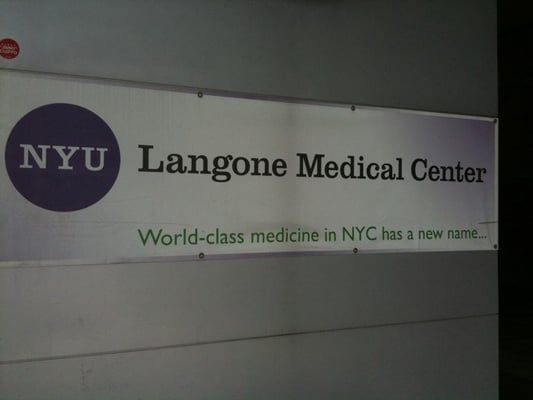 NYU
Langone Medical Center
World-class medicine in NYC has a new name...